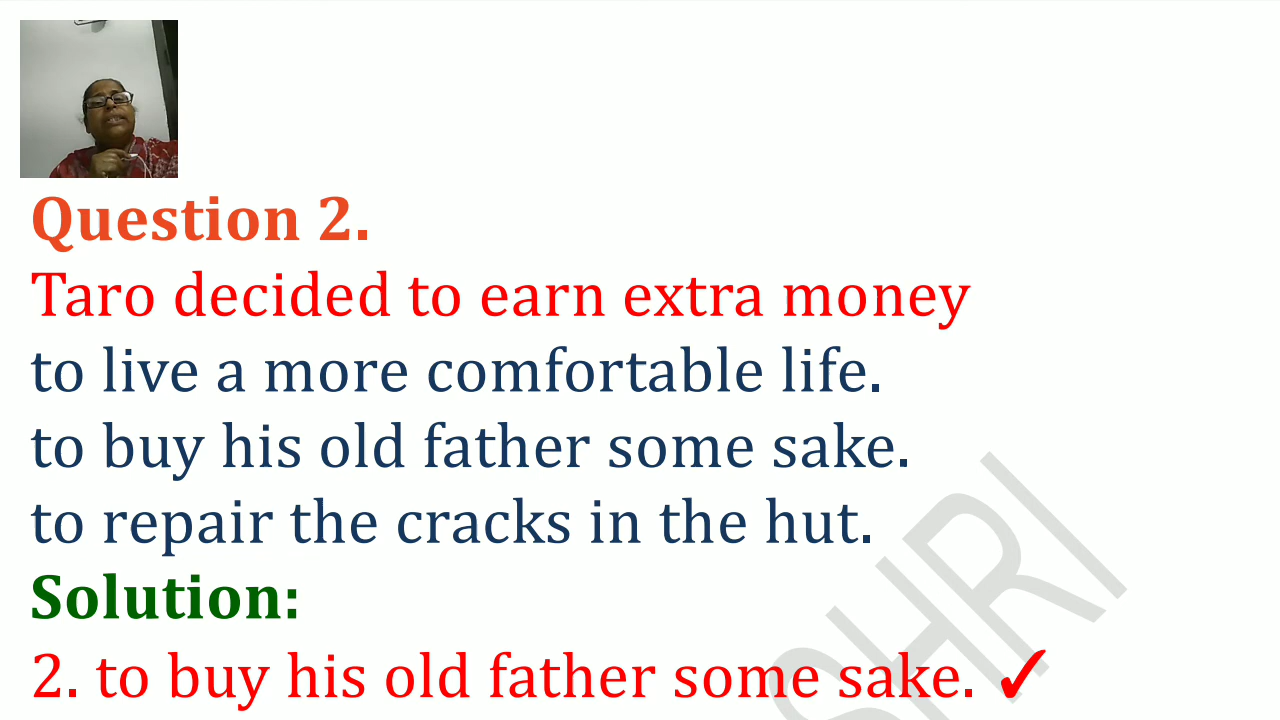 Question 2.
Taro decided to earn extra money
to live a more comfortable life.
to buy his old father some sake.
to repair the cracks in the hut.
Solution:
2. to buy his old father some sake. ✓
SHRI